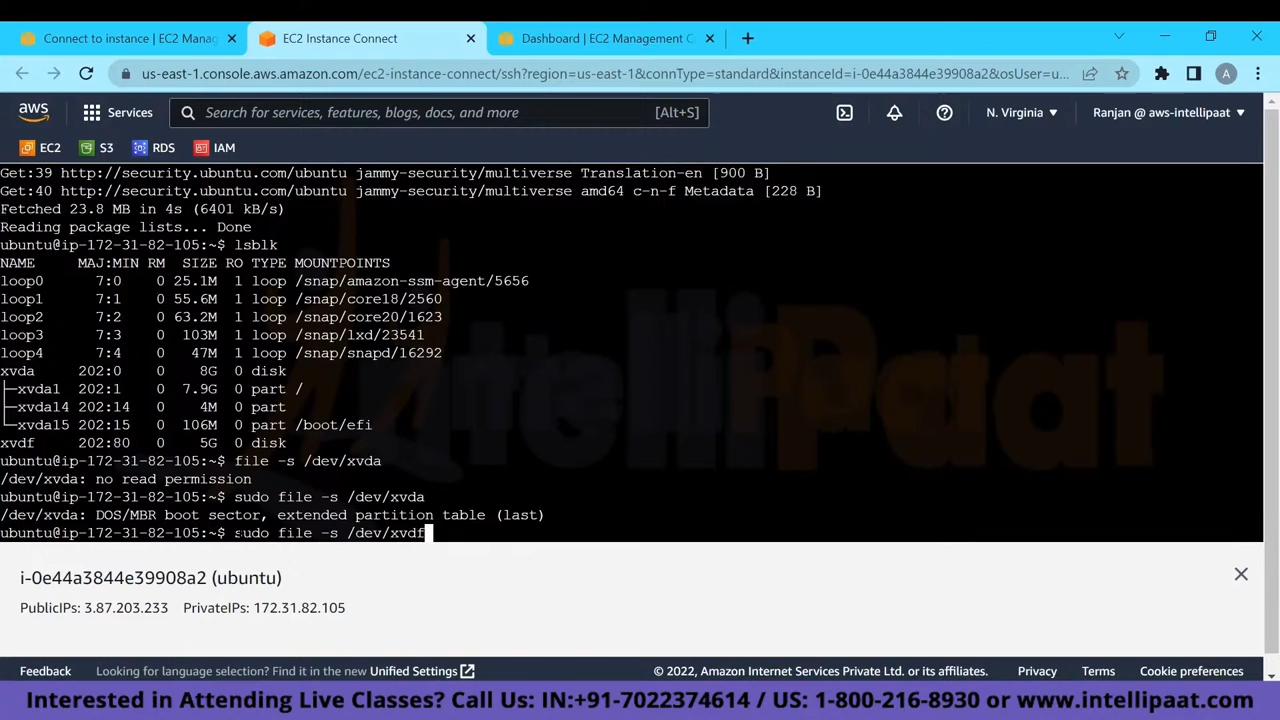 Connect to instance | EC2 Manag
EC2 Instance Connect
Dashboard | EC2 Management C
us-east-1.console.aws.amazon.com/ec2-instance-connect/ssh?region=us-east-1&connType=standard&instanceId=i-0e44a3844e39908a2&osUser=u...
A
aws
Services
Search for services, features, blogs, docs, and more
[Alt+S]
N. Virginia
Ranjan @ aws-intellipaat
EC2 S3 RDS IAM
Get:39 http://security.ubuntu.com/ubuntu jammy-security/multiverse Translation-en [900 B]
Get:40 http://security.ubuntu.com/ubuntu jammy-security/multiverse amd64 c-n-f Metadata [228 B]
Fetched 23.8 MB in 4s (6401 kB/s)
Reading package lists... Done
ubuntu@ip-172-31-82-105:~$ lsblk
NAME MAJ:MIN RM SIZE RO TYPE MOUNTPOINTS
loop0 7:0 0 25.1M 1 loop /snap/amazon-ssm-agent/5656
loop1 7:1 0 55.6M 1 loop /snap/core18/2560
loop2 7:2 0 63.2M 1 loop /snap/core20/1623
loop3 7:3 0 103M 1 loop /snap/lxd/23541
loop4 7:4 0 47M 1 loop /snap/snapd/16292
xvda 202:0 0 8G 0 disk
├─xvda1 202:1 0 7.9G 0 part /
├─xvda14 202:14 0 4M 0 part
└─xvda15 202:15 0 106M 0 part /boot/efi
xvdf 202:80 0 5G 0 disk
ubuntu@ip-172-31-82-105:~$ file -s /dev/xvda
/dev/xvda: no read permission
ubuntu@ip-172-31-82-105:~$ sudo file -s /dev/xvda
/dev/xvda: DOS/MBR boot sector, extended partition table (last)
ubuntu@ip-172-31-82-105:~$ sudo file -s /dev/xvdf
IntelliPaat
i-0e44a3844e39908a2 (ubuntu)
PublicIPs: 3.87.203.233 PrivateIPs: 172.31.82.105
Feedback
Looking for language selection? Find it in the new Unified Settings
© 2022, Amazon Internet Services Private Ltd. or its affiliates.
Privacy
Terms
Cookie preferences
Interested in Attending Live Classes? Call Us: IN:+91-7022374614 / US: 1-800-216-8930 or www.intellipaat.com